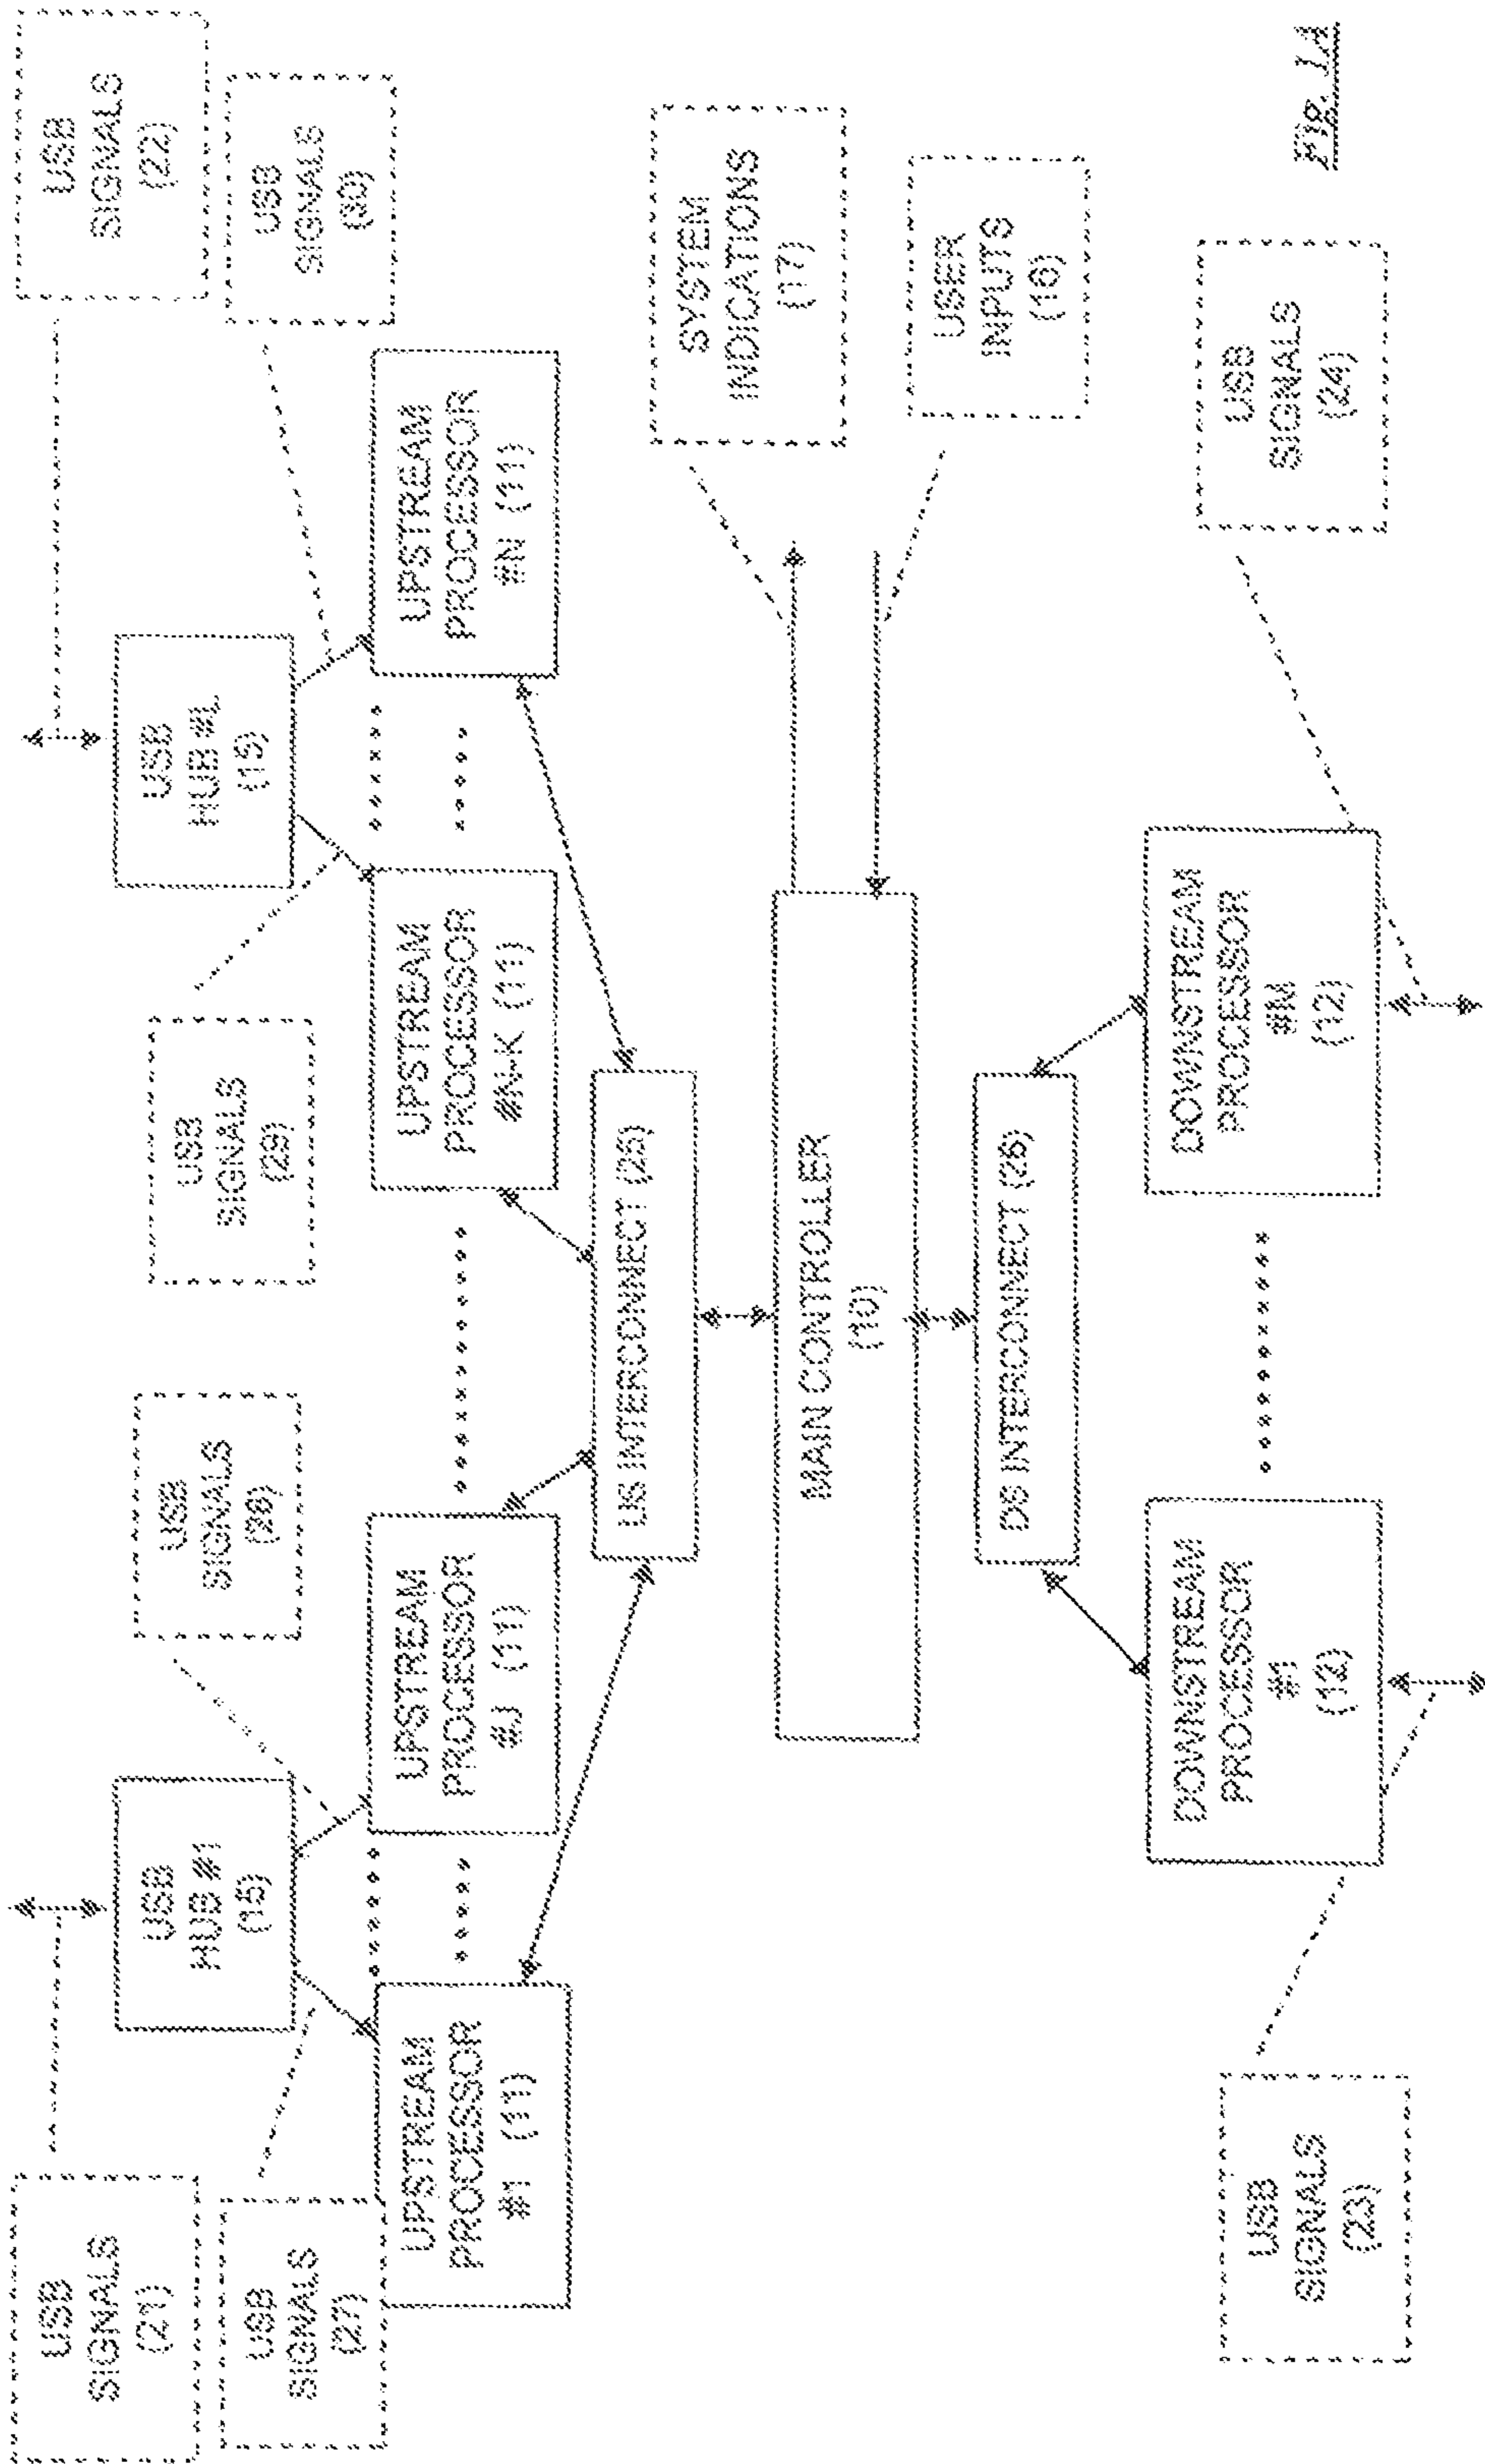 USB
SIGNALS
(21)
USB
SIGNALS
(22)
USB
HUB #1
(15)
USB
HUB #L
(15)
USB
SIGNALS
(27)
USB
SIGNALS
(28)
USB
SIGNALS
(29)
USB
SIGNALS
(30)
UPSTREAM
PROCESSOR
#1 (11)
UPSTREAM
PROCESSOR
#J (11)
UPSTREAM
PROCESSOR
#N-K (11)
UPSTREAM
PROCESSOR
#N (11)
US INTERCONNECT (25)
SYSTEM
INDICATIONS
(17)
MAIN CONTROLLER
(10)
USER
INPUTS
(16)
DS INTERCONNECT (26)
DOWNSTREAM
PROCESSOR
#1
(12)
DOWNSTREAM
PROCESSOR
#M
(12)
USB
SIGNALS
(23)
USB
SIGNALS
(24)
Fig. 1A